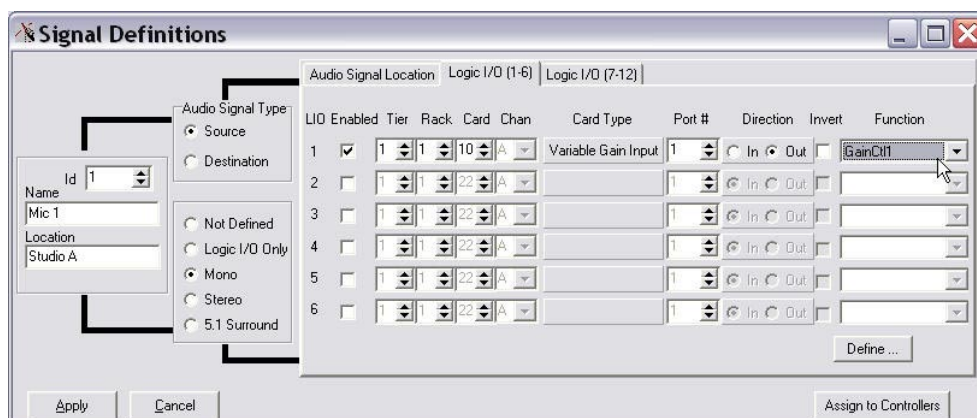 Signal Definitions
Audio Signal Location Logic I/O (1-6) Logic I/O (7-12)
Audio Signal Type
Source
Destination
Id 1
Name
Mic 1
Location
Studio A
Not Defined
Logic I/O Only
Mono
Stereo
5.1 Surround
LIO Enabled Tier Rack Card Chan Card Type Port # Direction Invert Function
1 1 1 10 A Variable Gain Input 1 In Out GainCtl1
2 1 1 22 A 1 In Out
3 1 1 22 A 1 In Out
4 1 1 22 A 1 In Out
5 1 1 22 A 1 In Out
6 1 1 22 A 1 In Out
Define ...
Apply Cancel Assign to Controllers